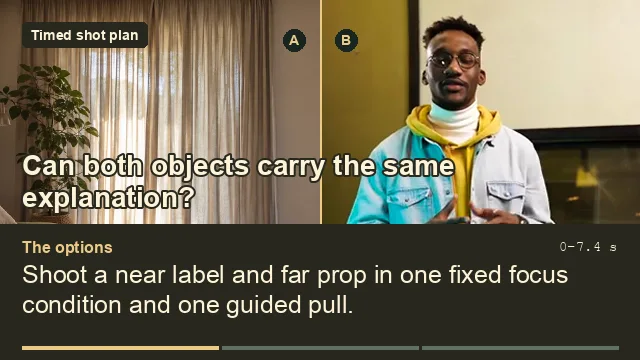 Timed shot plan
A
B
Can both objects carry the same
explanation?
The options
0–7.4 s
Shoot a near label and far prop in one fixed focus
condition and one guided pull.